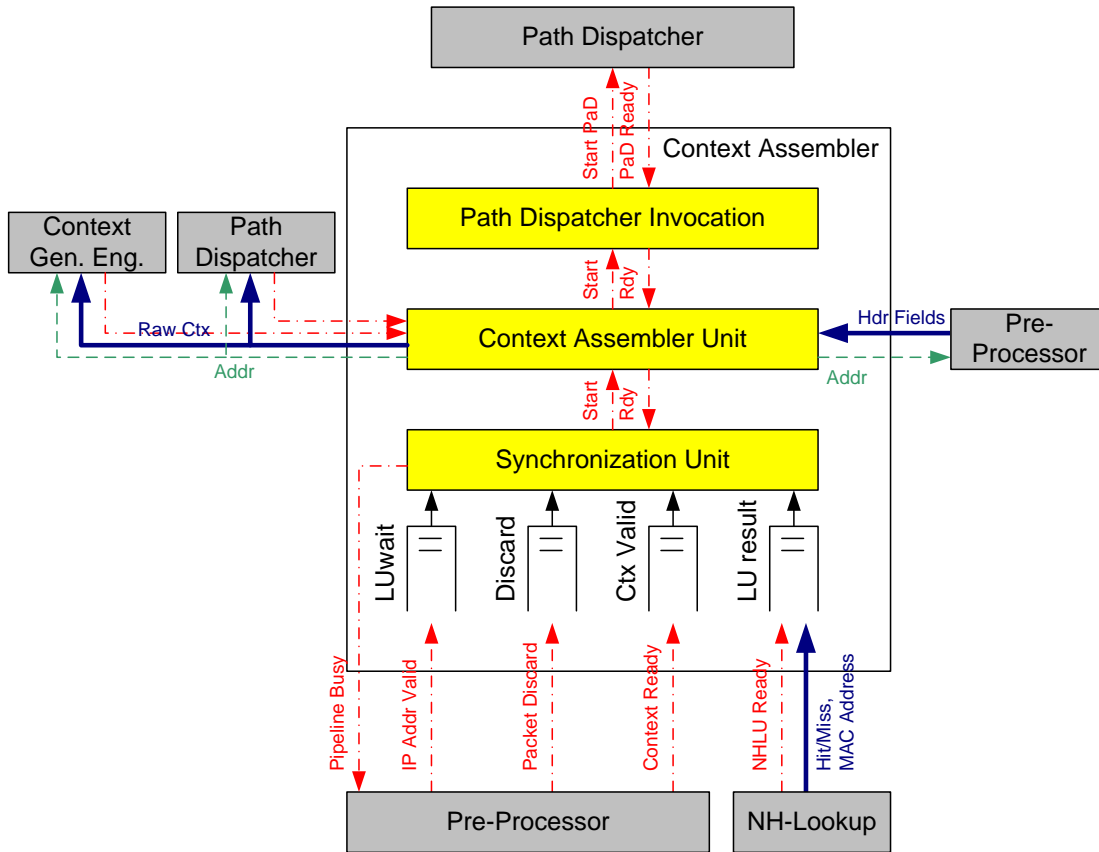 Path Dispatcher
Start PaD
PaD Ready
Context Assembler
Path Dispatcher Invocation
Context
Gen. Eng.
Path
Dispatcher
Start
Rdy
Raw Ctx
Context Assembler Unit
Hdr Fields
Pre-
Processor
Addr
Addr
Start
Rdy
Synchronization Unit
LUwait
Discard
Ctx Valid
LU result
Pipeline Busy
IP Addr Valid
Packet Discard
Context Ready
NHLU Ready
Hit/Miss,
MAC Address
Pre-Processor
NH-Lookup